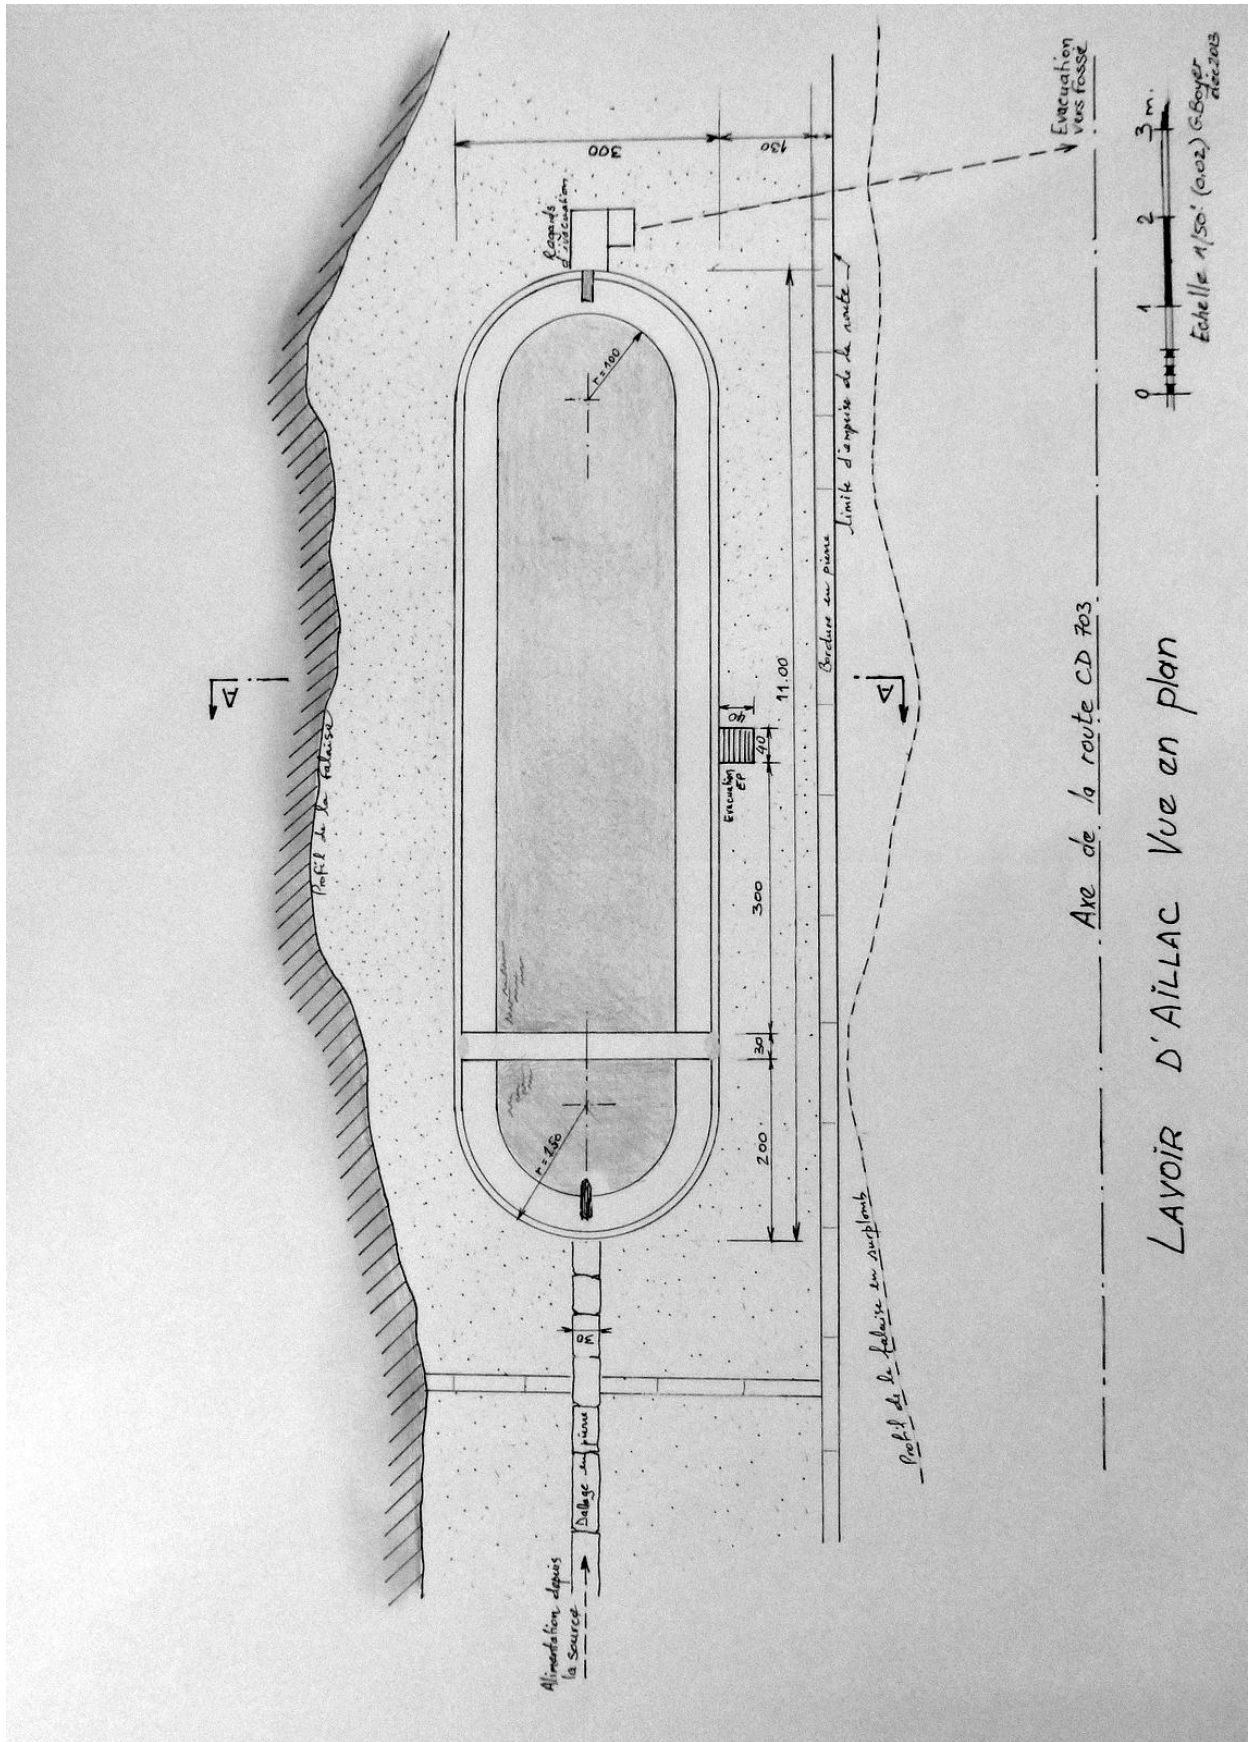 Profil de la falaise
A
A
Regards
d'évacuation
300
130
r=100
r=150
Evacuation
EP
40
30
11.00
300
30
200
30
Dallage en pierre
Alimentation depuis
la source
Bordure en pierre
Limite d'emprise de la route
Profil de la falaise en surplomb
Evacuation
vers fossé
Axe de la route CD 703
LAVOIR D'AILLAC Vue en plan
0 1 2 3 m.
Echelle 1/50' (0.02) G.Boyer
déc 2013